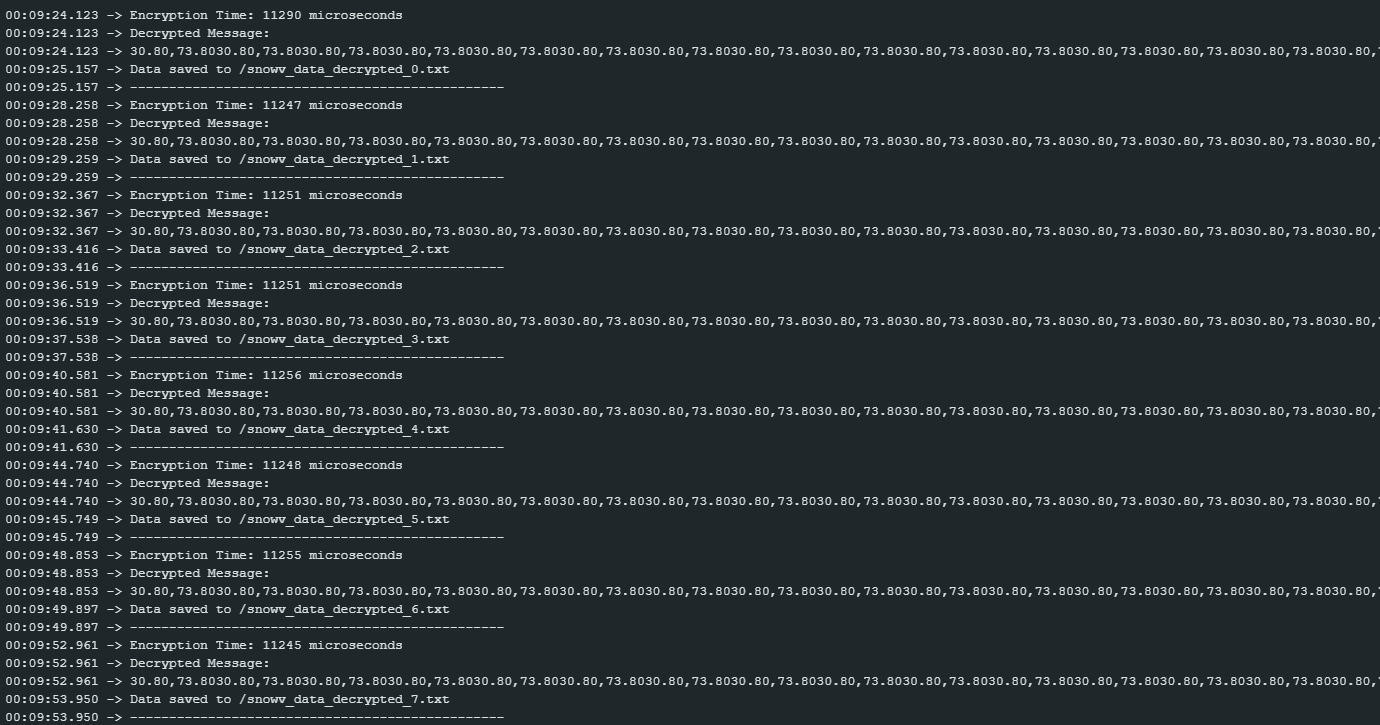 00:09:24.123 -> Encryption Time: 11290 microseconds
00:09:24.123 -> Decrypted Message:
00:09:24.123 -> 30.80,73.8030.80,73.8030.80,73.8030.80,73.8030.80,73.8030.80,73.8030.80,73.8030.80,73.8030.80,73.8030.80,73.8030.80,73.8030.80,73.8030.80,73.8030.80,73.8030.80,
00:09:25.157 -> Data saved to /snowv_data_decrypted_0.txt
00:09:25.157 -> ------------------------------------------------
00:09:28.258 -> Encryption Time: 11247 microseconds
00:09:28.258 -> Decrypted Message:
00:09:28.258 -> 30.80,73.8030.80,73.8030.80,73.8030.80,73.8030.80,73.8030.80,73.8030.80,73.8030.80,73.8030.80,73.8030.80,73.8030.80,73.8030.80,73.8030.80,73.8030.80,73.8030.80,
00:09:29.259 -> Data saved to /snowv_data_decrypted_1.txt
00:09:29.259 -> ------------------------------------------------
00:09:32.367 -> Encryption Time: 11251 microseconds
00:09:32.367 -> Decrypted Message:
00:09:32.367 -> 30.80,73.8030.80,73.8030.80,73.8030.80,73.8030.80,73.8030.80,73.8030.80,73.8030.80,73.8030.80,73.8030.80,73.8030.80,73.8030.80,73.8030.80,73.8030.80,73.8030.80,
00:09:33.416 -> Data saved to /snowv_data_decrypted_2.txt
00:09:33.416 -> ------------------------------------------------
00:09:36.519 -> Encryption Time: 11251 microseconds
00:09:36.519 -> Decrypted Message:
00:09:36.519 -> 30.80,73.8030.80,73.8030.80,73.8030.80,73.8030.80,73.8030.80,73.8030.80,73.8030.80,73.8030.80,73.8030.80,73.8030.80,73.8030.80,73.8030.80,73.8030.80,73.8030.80,
00:09:37.538 -> Data saved to /snowv_data_decrypted_3.txt
00:09:37.538 -> ------------------------------------------------
00:09:40.581 -> Encryption Time: 11256 microseconds
00:09:40.581 -> Decrypted Message:
00:09:40.581 -> 30.80,73.8030.80,73.8030.80,73.8030.80,73.8030.80,73.8030.80,73.8030.80,73.8030.80,73.8030.80,73.8030.80,73.8030.80,73.8030.80,73.8030.80,73.8030.80,73.8030.80,
00:09:41.630 -> Data saved to /snowv_data_decrypted_4.txt
00:09:41.630 -> ------------------------------------------------
00:09:44.740 -> Encryption Time: 11248 microseconds
00:09:44.740 -> Decrypted Message:
00:09:44.740 -> 30.80,73.8030.80,73.8030.80,73.8030.80,73.8030.80,73.8030.80,73.8030.80,73.8030.80,73.8030.80,73.8030.80,73.8030.80,73.8030.80,73.8030.80,73.8030.80,73.8030.80,
00:09:45.749 -> Data saved to /snowv_data_decrypted_5.txt
00:09:45.749 -> ------------------------------------------------
00:09:48.853 -> Encryption Time: 11255 microseconds
00:09:48.853 -> Decrypted Message:
00:09:48.853 -> 30.80,73.8030.80,73.8030.80,73.8030.80,73.8030.80,73.8030.80,73.8030.80,73.8030.80,73.8030.80,73.8030.80,73.8030.80,73.8030.80,73.8030.80,73.8030.80,73.8030.80,
00:09:49.897 -> Data saved to /snowv_data_decrypted_6.txt
00:09:49.897 -> ------------------------------------------------
00:09:52.961 -> Encryption Time: 11245 microseconds
00:09:52.961 -> Decrypted Message:
00:09:52.961 -> 30.80,73.8030.80,73.8030.80,73.8030.80,73.8030.80,73.8030.80,73.8030.80,73.8030.80,73.8030.80,73.8030.80,73.8030.80,73.8030.80,73.8030.80,73.8030.80,73.8030.80,
00:09:53.950 -> Data saved to /snowv_data_decrypted_7.txt
00:09:53.950 -> ------------------------------------------------